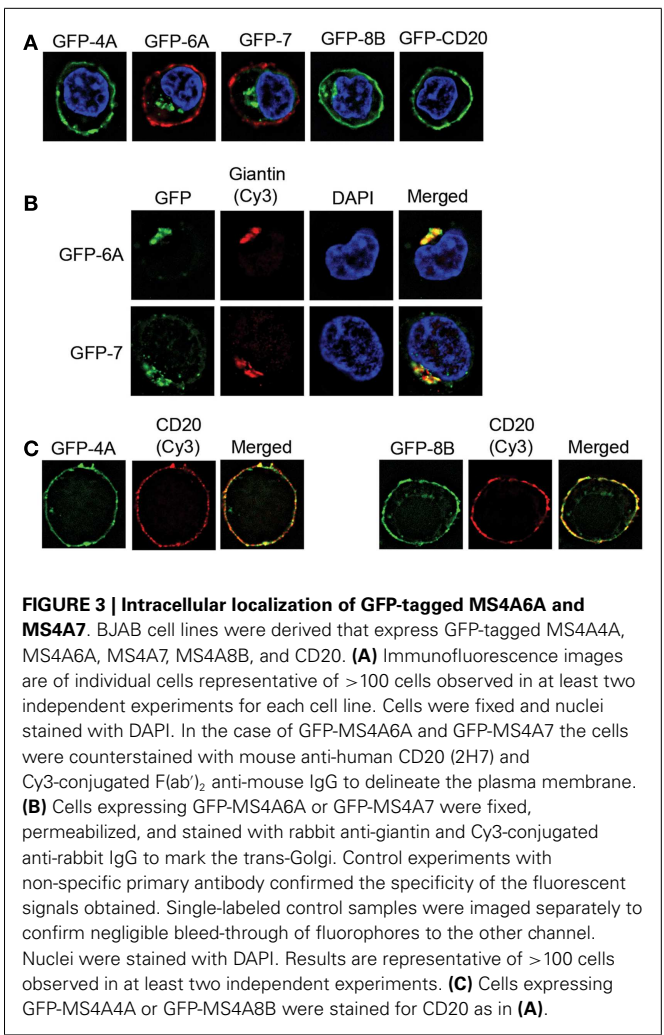 A
GFP-4A GFP-6A GFP-7 GFP-8B GFP-CD20
B
GFP Giantin (Cy3) DAPI Merged
GFP-6A
GFP-7
C
GFP-4A CD20 (Cy3) Merged GFP-8B CD20 (Cy3) Merged
FIGURE 3 | Intracellular localization of GFP-tagged MS4A6A and
MS4A7. BJAB cell lines were derived that express GFP-tagged MS4A4A,
MS4A6A, MS4A7, MS4A8B, and CD20. (A) Immunofluorescence images
are of individual cells representative of >100 cells observed in at least two
independent experiments for each cell line. Cells were fixed and nuclei
stained with DAPI. In the case of GFP-MS4A6A and GFP-MS4A7 the cells
were counterstained with mouse anti-human CD20 (2H7) and
Cy3-conjugated F(ab′)₂ anti-mouse IgG to delineate the plasma membrane.
(B) Cells expressing GFP-MS4A6A or GFP-MS4A7 were fixed,
permeabilized, and stained with rabbit anti-giantin and Cy3-conjugated
anti-rabbit IgG to mark the trans-Golgi. Control experiments with
non-specific primary antibody confirmed the specificity of the fluorescent
signals obtained. Single-labeled control samples were imaged separately to
confirm negligible bleed-through of fluorophores to the other channel.
Nuclei were stained with DAPI. Results are representative of >100 cells
observed in at least two independent experiments. (C) Cells expressing
GFP-MS4A4A or GFP-MS4A8B were stained for CD20 as in (A).